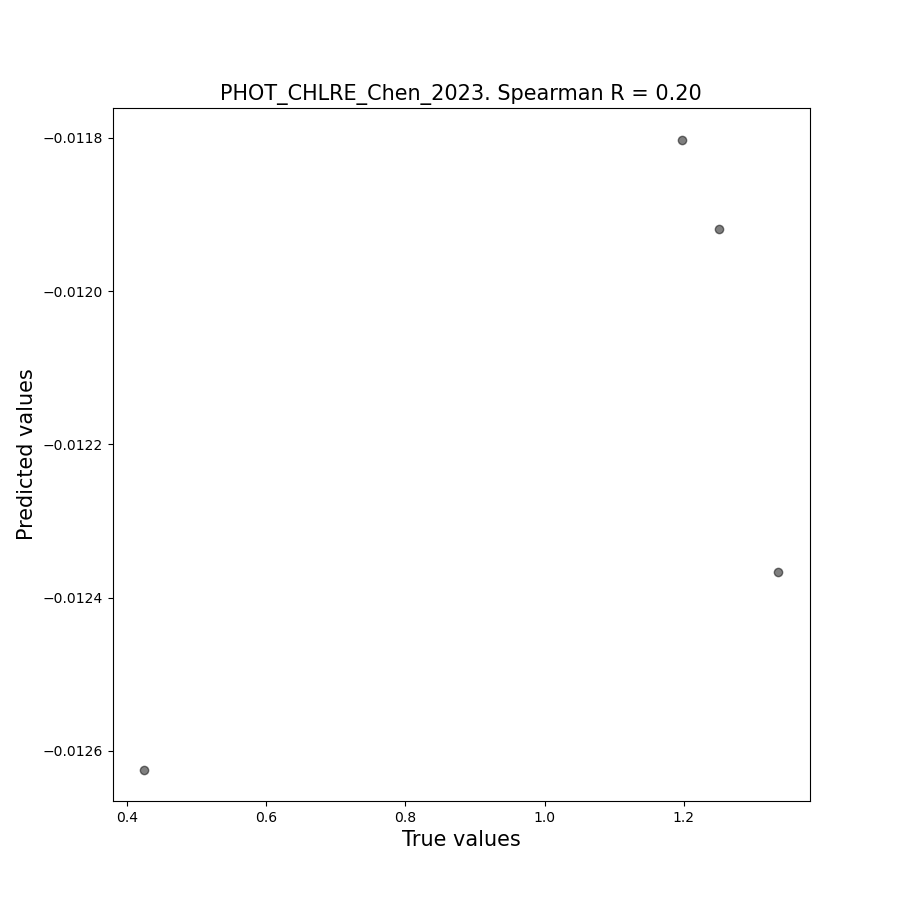 PHOT_CHLRE_Chen_2023. Spearman R = 0.20
−0.0118
−0.0120
−0.0122
−0.0124
−0.0126
Predicted values
0.4 0.6 0.8 1.0 1.2
True values